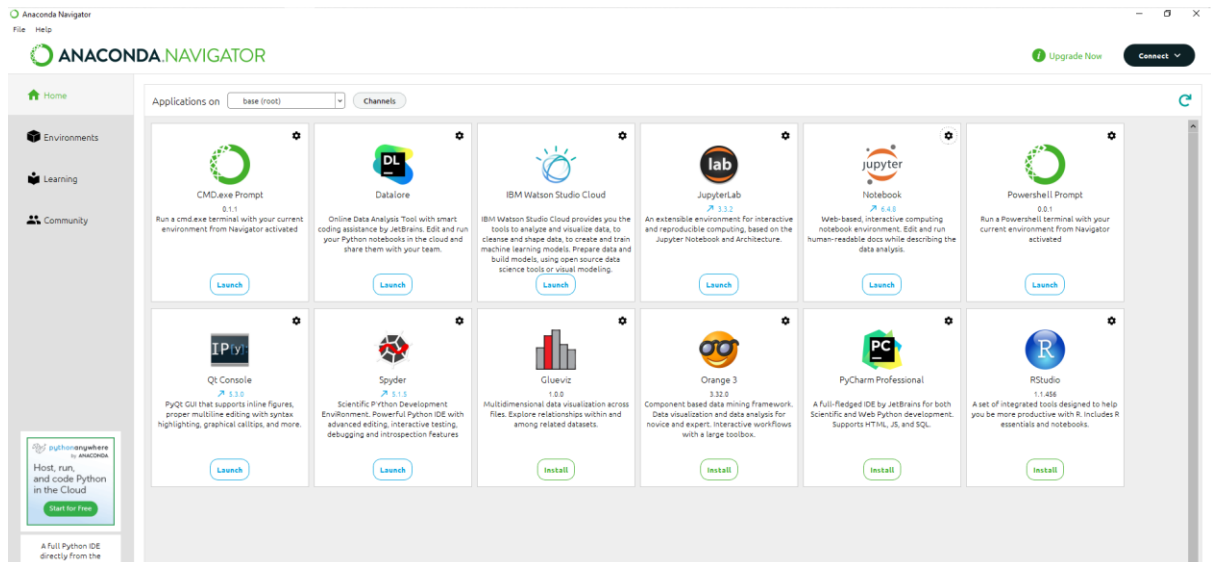 Anaconda Navigator
File Help
ANACONDA.NAVIGATOR
i Upgrade Now
Connect
Home
Environments
Learning
Community
Applications on base (root) Channels
CMD.exe Prompt
0.1.1
Run a cmd.exe terminal with your current
environment from Navigator activated
Launch
DL
Datalore
Online Data Analysis Tool with smart
coding assistance by JetBrains. Edit and run
your Python notebooks in the cloud and
share them with your team.
Launch
IBM Watson Studio Cloud
IBM Watson Studio Cloud provides you the
tools to analyze and visualize data, to
cleanse and shape data, to create and train
machine learning models. Prepare data and
build models, using open source data
science tools or visual modeling.
Launch
lab
JupyterLab
3.3.2
An extensible environment for interactive
and reproducible computing, based on the
Jupyter Notebook and Architecture.
Launch
jupyter
Notebook
Web-based, interactive computing
notebook environment. Edit and run
human-readable docs while describing the
data analysis.
Launch
Powershell Prompt
0.0.1
Run a Powershell terminal with your
current environment from Navigator
activated
Launch
IP[y]:
Qt Console
5.3.0
PyQt GUI that supports inline figures,
proper multiline editing with syntax
highlighting, graphical calltips, and more.
Launch
Spyder
5.1.5
Scientific PYthon Development
EnviRonment. Powerful Python IDE with
advanced editing, interactive testing,
debugging and introspection features
Launch
Glueviz
1.0.0
Multidimensional data visualization across
files. Explore relationships within and
among related datasets.
Install
Orange 3
3.32.0
Component based data mining framework.
Data visualization and data analysis for
novice and expert. Interactive workflows
with a large toolbox.
Install
PC
PyCharm Professional
A full-fledged IDE by JetBrains for both
Scientific and Web Python development.
Supports HTML, JS, and SQL.
Install
R
RStudio
1.1.456
A set of integrated tools designed to help
you be more productive with R. Includes R
essentials and notebooks.
Install
pythonanywhere
by ANACONDA
Host, run,
and code Python
in the Cloud
Start for Free
A Full Python IDE
directly from the